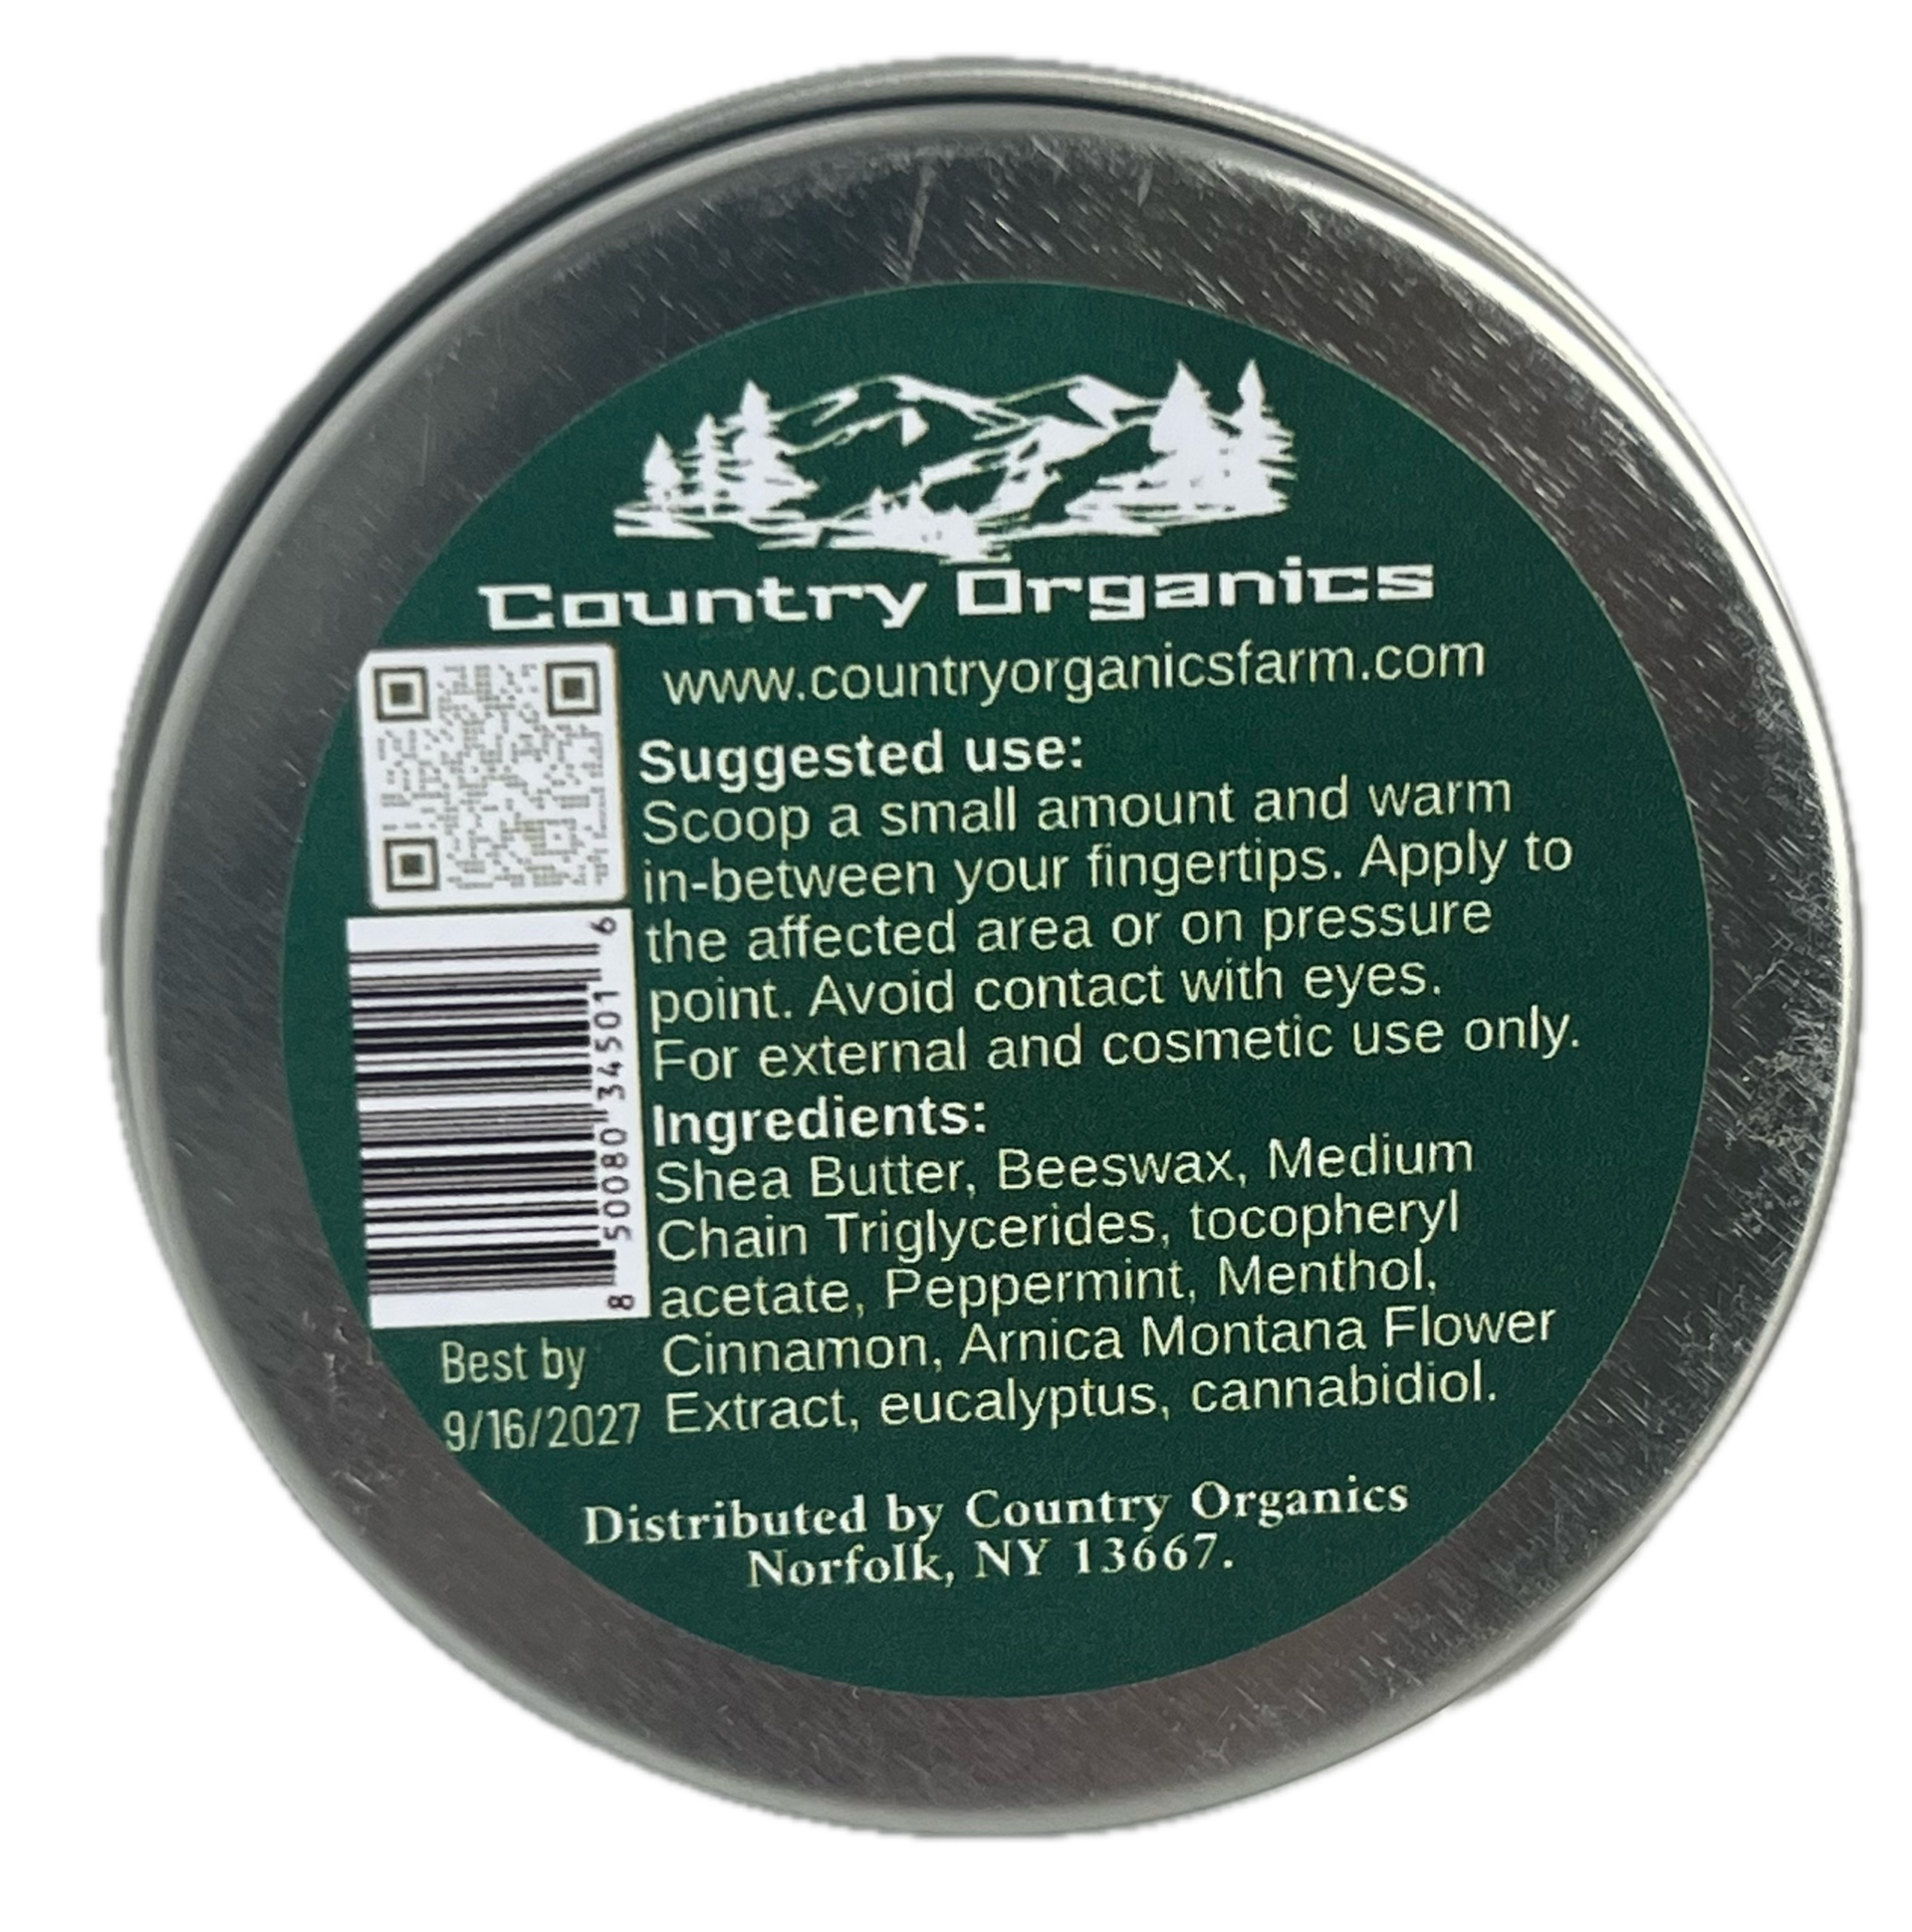 Country Organics
www.countryorganicsfarm.com
Suggested use:
Scoop a small amount and warm
in-between your fingertips. Apply to
the affected area or on pressure
point. Avoid contact with eyes.
For external and cosmetic use only.
Ingredients:
Shea Butter, Beeswax, Medium
Chain Triglycerides, tocopheryl
acetate, Peppermint, Menthol,
Cinnamon, Arnica Montana Flower
Extract, eucalyptus, cannabidiol.
8 50080 34501 6
Best by
9/16/2027
Distributed by Country Organics
Norfolk, NY 13667.